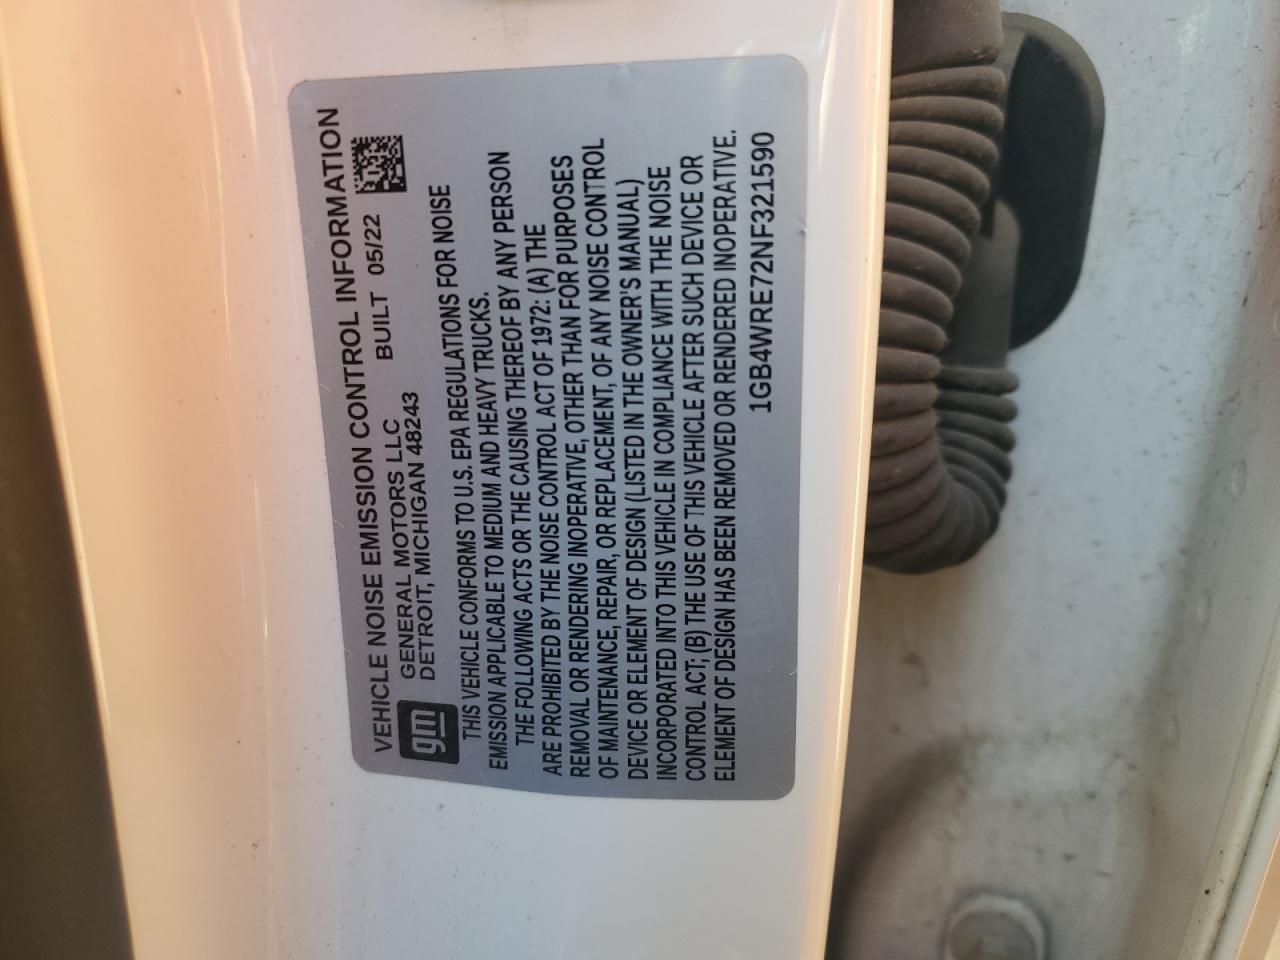 VEHICLE NOISE EMISSION CONTROL INFORMATION
gm
GENERAL MOTORS LLC BUILT 05/22
DETROIT, MICHIGAN 48243
THIS VEHICLE CONFORMS TO U.S. EPA REGULATIONS FOR NOISE
EMISSION APPLICABLE TO MEDIUM AND HEAVY TRUCKS.
THE FOLLOWING ACTS OR THE CAUSING THEREOF BY ANY PERSON
ARE PROHIBITED BY THE NOISE CONTROL ACT OF 1972: (A) THE
REMOVAL OR RENDERING INOPERATIVE, OTHER THAN FOR PURPOSES
OF MAINTENANCE, REPAIR, OR REPLACEMENT, OF ANY NOISE CONTROL
DEVICE OR ELEMENT OF DESIGN (LISTED IN THE OWNER'S MANUAL)
INCORPORATED INTO THIS VEHICLE IN COMPLIANCE WITH THE NOISE
CONTROL ACT; (B) THE USE OF THIS VEHICLE AFTER SUCH DEVICE OR
ELEMENT OF DESIGN HAS BEEN REMOVED OR RENDERED INOPERATIVE.
1GB4WRE72NF321590